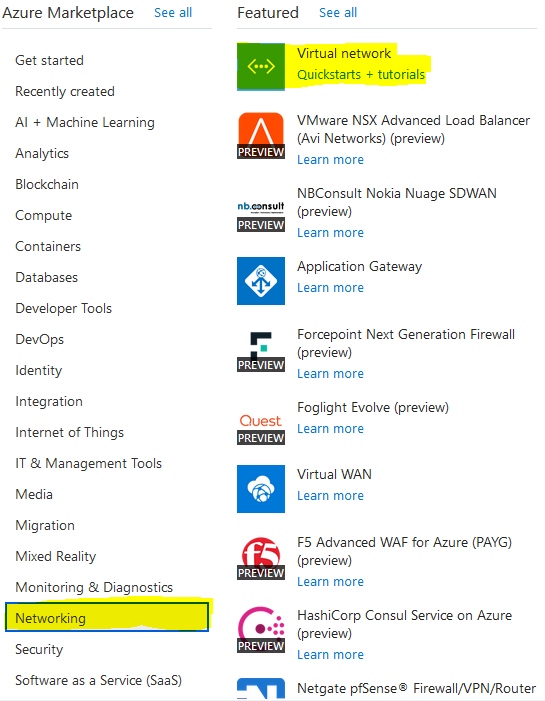 Azure Marketplace See all
Get started
Recently created
AI + Machine Learning
Analytics
Blockchain
Compute
Containers
Databases
Developer Tools
DevOps
Identity
Integration
Internet of Things
IT & Management Tools
Media
Migration
Mixed Reality
Monitoring & Diagnostics
Networking
Security
Software as a Service (SaaS)
Featured See all
Virtual network
Quickstarts + tutorials
VMware NSX Advanced Load Balancer
(Avi Networks) (preview)
PREVIEW
Learn more
nb.consult
NBConsult Nokia Nuage SDWAN
(preview)
PREVIEW
Learn more
Application Gateway
Learn more
Forcepoint Next Generation Firewall
(preview)
PREVIEW
Learn more
Quest
Foglight Evolve (preview)
PREVIEW
Learn more
Virtual WAN
Learn more
f5
F5 Advanced WAF for Azure (PAYG)
(preview)
PREVIEW
Learn more
HashiCorp Consul Service on Azure
(preview)
PREVIEW
Learn more
Netgate pfSense® Firewall/VPN/Router